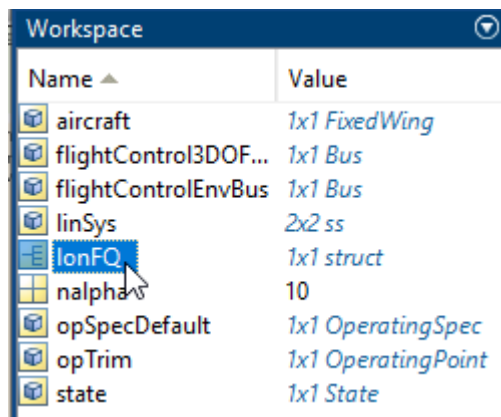 Workspace
Name Value
aircraft 1x1 FixedWing
flightControl3DOF... 1x1 Bus
flightControlEnvBus 1x1 Bus
linSys 2x2 ss
lonFQ 1x1 struct
nalpha 10
opSpecDefault 1x1 OperatingSpec
opTrim 1x1 OperatingPoint
state 1x1 State